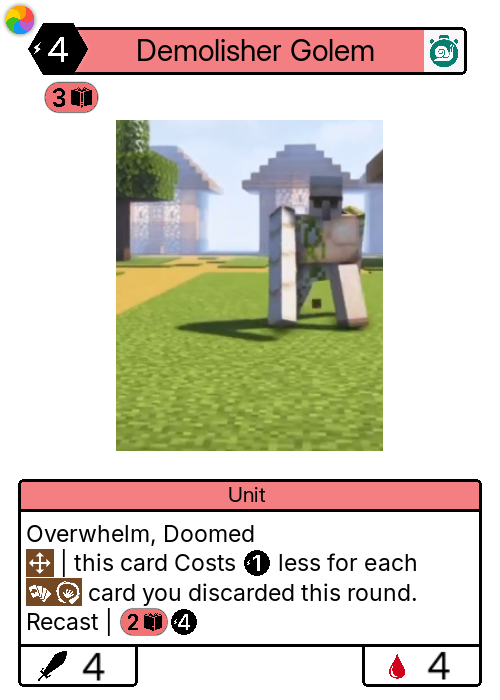 4
Demolisher Golem
3
Unit
Overwhelm, Doomed
| this card Costs 1 less for each
card you discarded this round.
Recast | 2 4
4
4